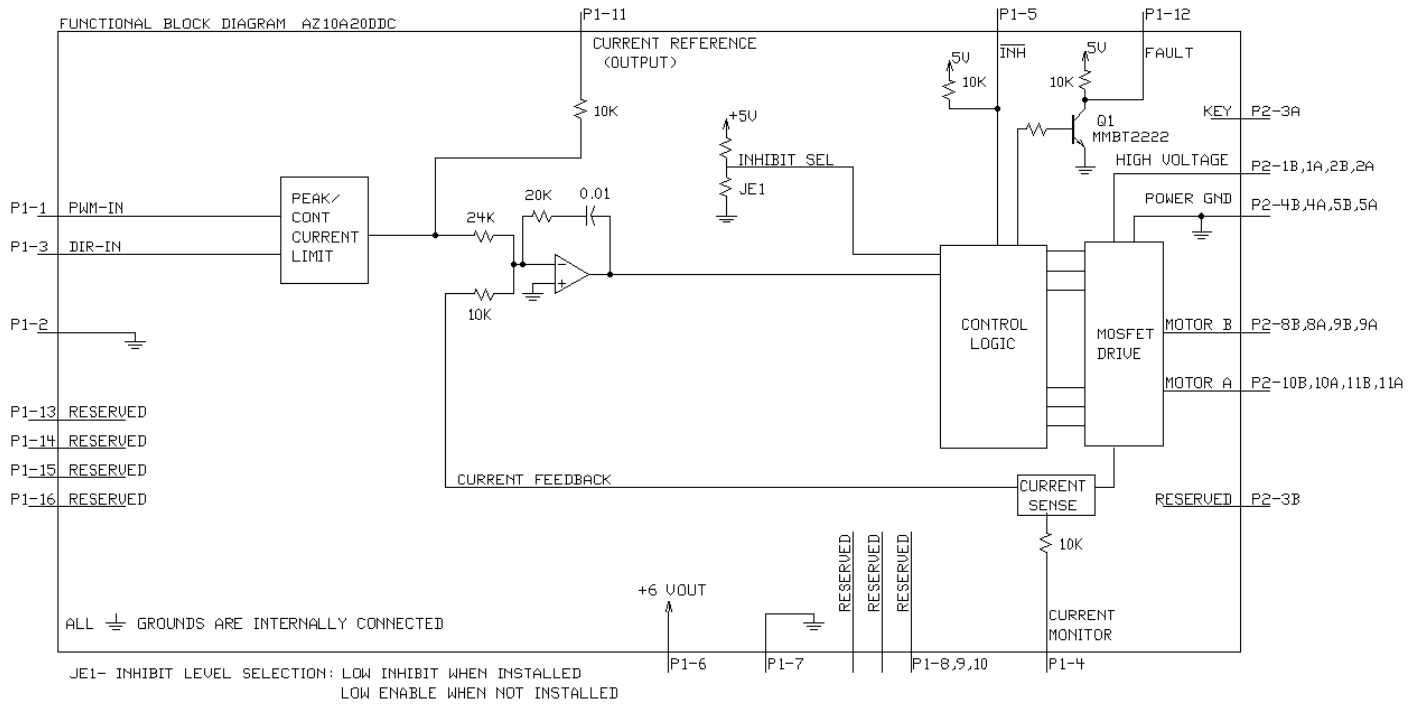 FUNCTIONAL BLOCK DIAGRAM AZ10A20DDC
P1-11
P1-5
P1-12
CURRENT REFERENCE
(OUTPUT)
INH
FAULT
5V
10K
5V
10K
10K
KEY
P2-3A
Q1
MMBT2222
+5V
INHIBIT SEL
JE1
HIGH VOLTAGE
P2-1B,1A,2B,2A
POWER GND
P2-4B,4A,5B,5A
P1-1
PWM-IN
P1-3
DIR-IN
PEAK/
CONT
CURRENT
LIMIT
24K
20K
0.01
−
+
10K
P1-2
CONTROL
LOGIC
MOSFET
DRIVE
MOTOR B
P2-8B,8A,9B,9A
MOTOR A
P2-10B,10A,11B,11A
P1-13 RESERVED
P1-14 RESERVED
P1-15 RESERVED
P1-16 RESERVED
CURRENT FEEDBACK
CURRENT
SENSE
RESERVED
P2-3B
10K
RESERVED
RESERVED
RESERVED
+6 VOUT
ALL GROUNDS ARE INTERNALLY CONNECTED
CURRENT
MONITOR
P1-6
P1-7
P1-8,9,10
P1-4
JE1- INHIBIT LEVEL SELECTION: LOW INHIBIT WHEN INSTALLED
LOW ENABLE WHEN NOT INSTALLED